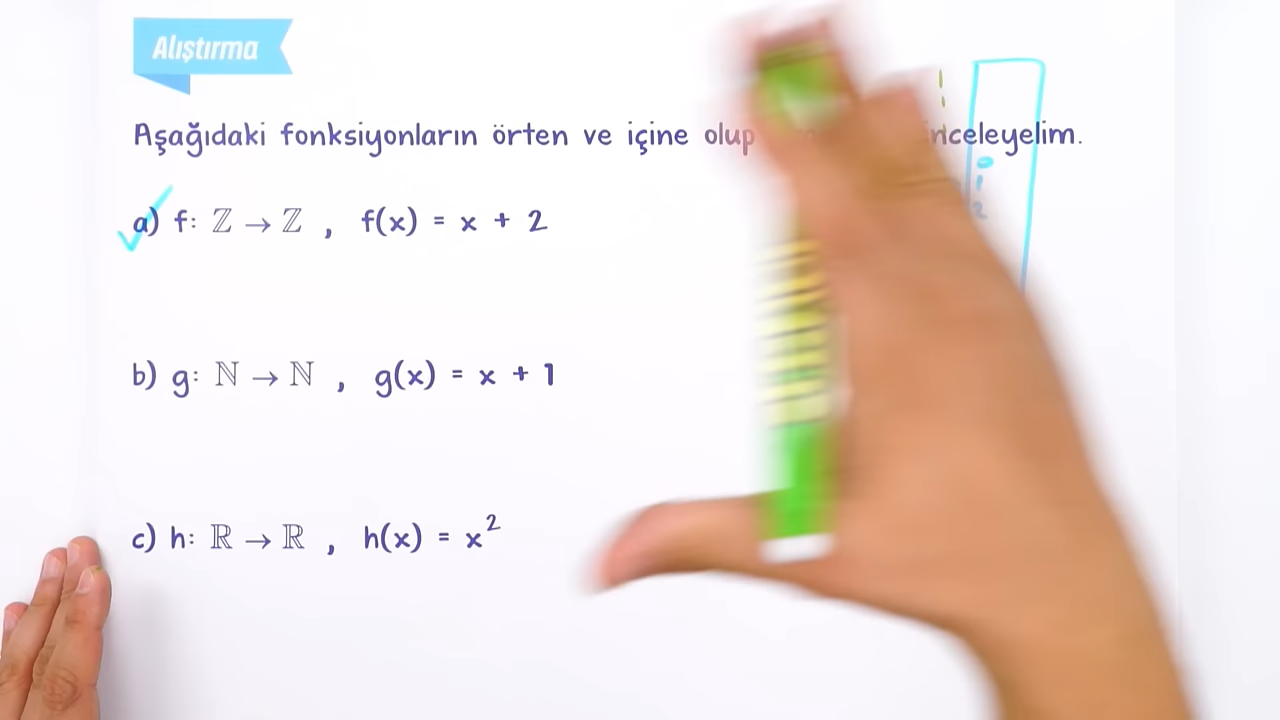 Alıştırma
Aşağıdaki fonksiyonların örten ve içine olup inceleyelim.
a) f: ℤ → ℤ , f(x) = x + 2
b) g: ℕ → ℕ , g(x) = x + 1
c) h: ℝ → ℝ , h(x) = x²